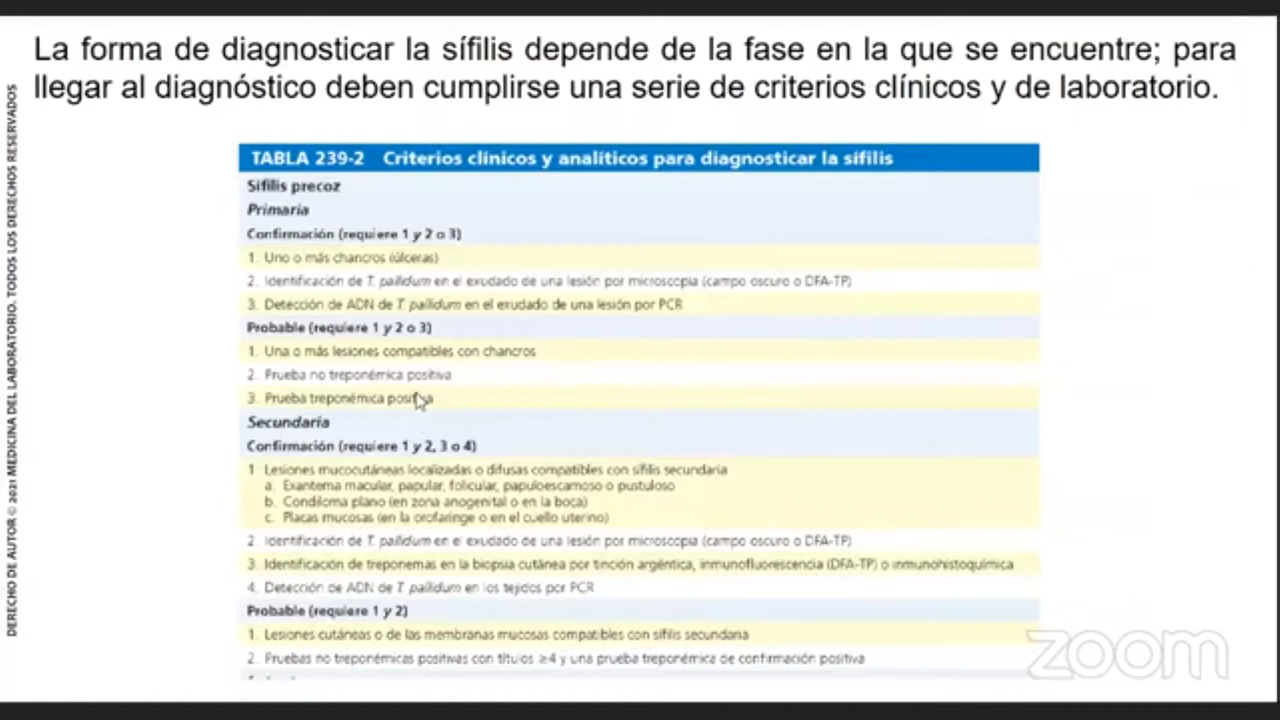 La forma de diagnosticar la sífilis depende de la fase en la que se encuentre; para
llegar al diagnóstico deben cumplirse una serie de criterios clínicos y de laboratorio.
DERECHO DE AUTOR © 2021 MEDICINA DEL LABORATORIO. TODOS LOS DERECHOS RESERVADOS
TABLA 239-2 Criterios clínicos y analíticos para diagnosticar la sífilis
Sífilis precoz
Primaria
Confirmación (requiere 1 y 2 o 3)
1. Uno o más chancros (úlceras)
2. Identificación de T. pallidum en el exudado de una lesión por microscopia (campo oscuro o DFA-TP)
3. Detección de ADN de T. pallidum en el exudado de una lesión por PCR
Probable (requiere 1 y 2 o 3)
1. Una o más lesiones compatibles con chancros
2. Prueba no treponémica positiva
3. Prueba treponémica positiva
Secundaria
Confirmación (requiere 1 y 2, 3 o 4)
1 Lesiones mucocutáneas localizadas o difusas compatibles con sífilis secundaria
a. Exantema macular, papular, folicular, papuloescamoso o pustuloso
b. Condiloma plano (en zona anogenital o en la boca)
c. Placas mucosas (en la orofaringe o en el cuello uterino)
2. Identificación de T. pallidum en el exudado de una lesión por microscopia (campo oscuro o DFA-TP)
3. Identificación de treponemas en la biopsia cutánea por tinción argéntica, inmunofluorescencia (DFA-TP) o inmunohistoquímica
4. Detección de ADN de T. pallidum en los tejidos por PCR
Probable (requiere 1 y 2)
1. Lesiones cutáneas o de las membranas mucosas compatibles con sífilis secundaria
2. Pruebas no treponémicas positivas con títulos ≥4 y una prueba treponémica de confirmación positiva
zoom